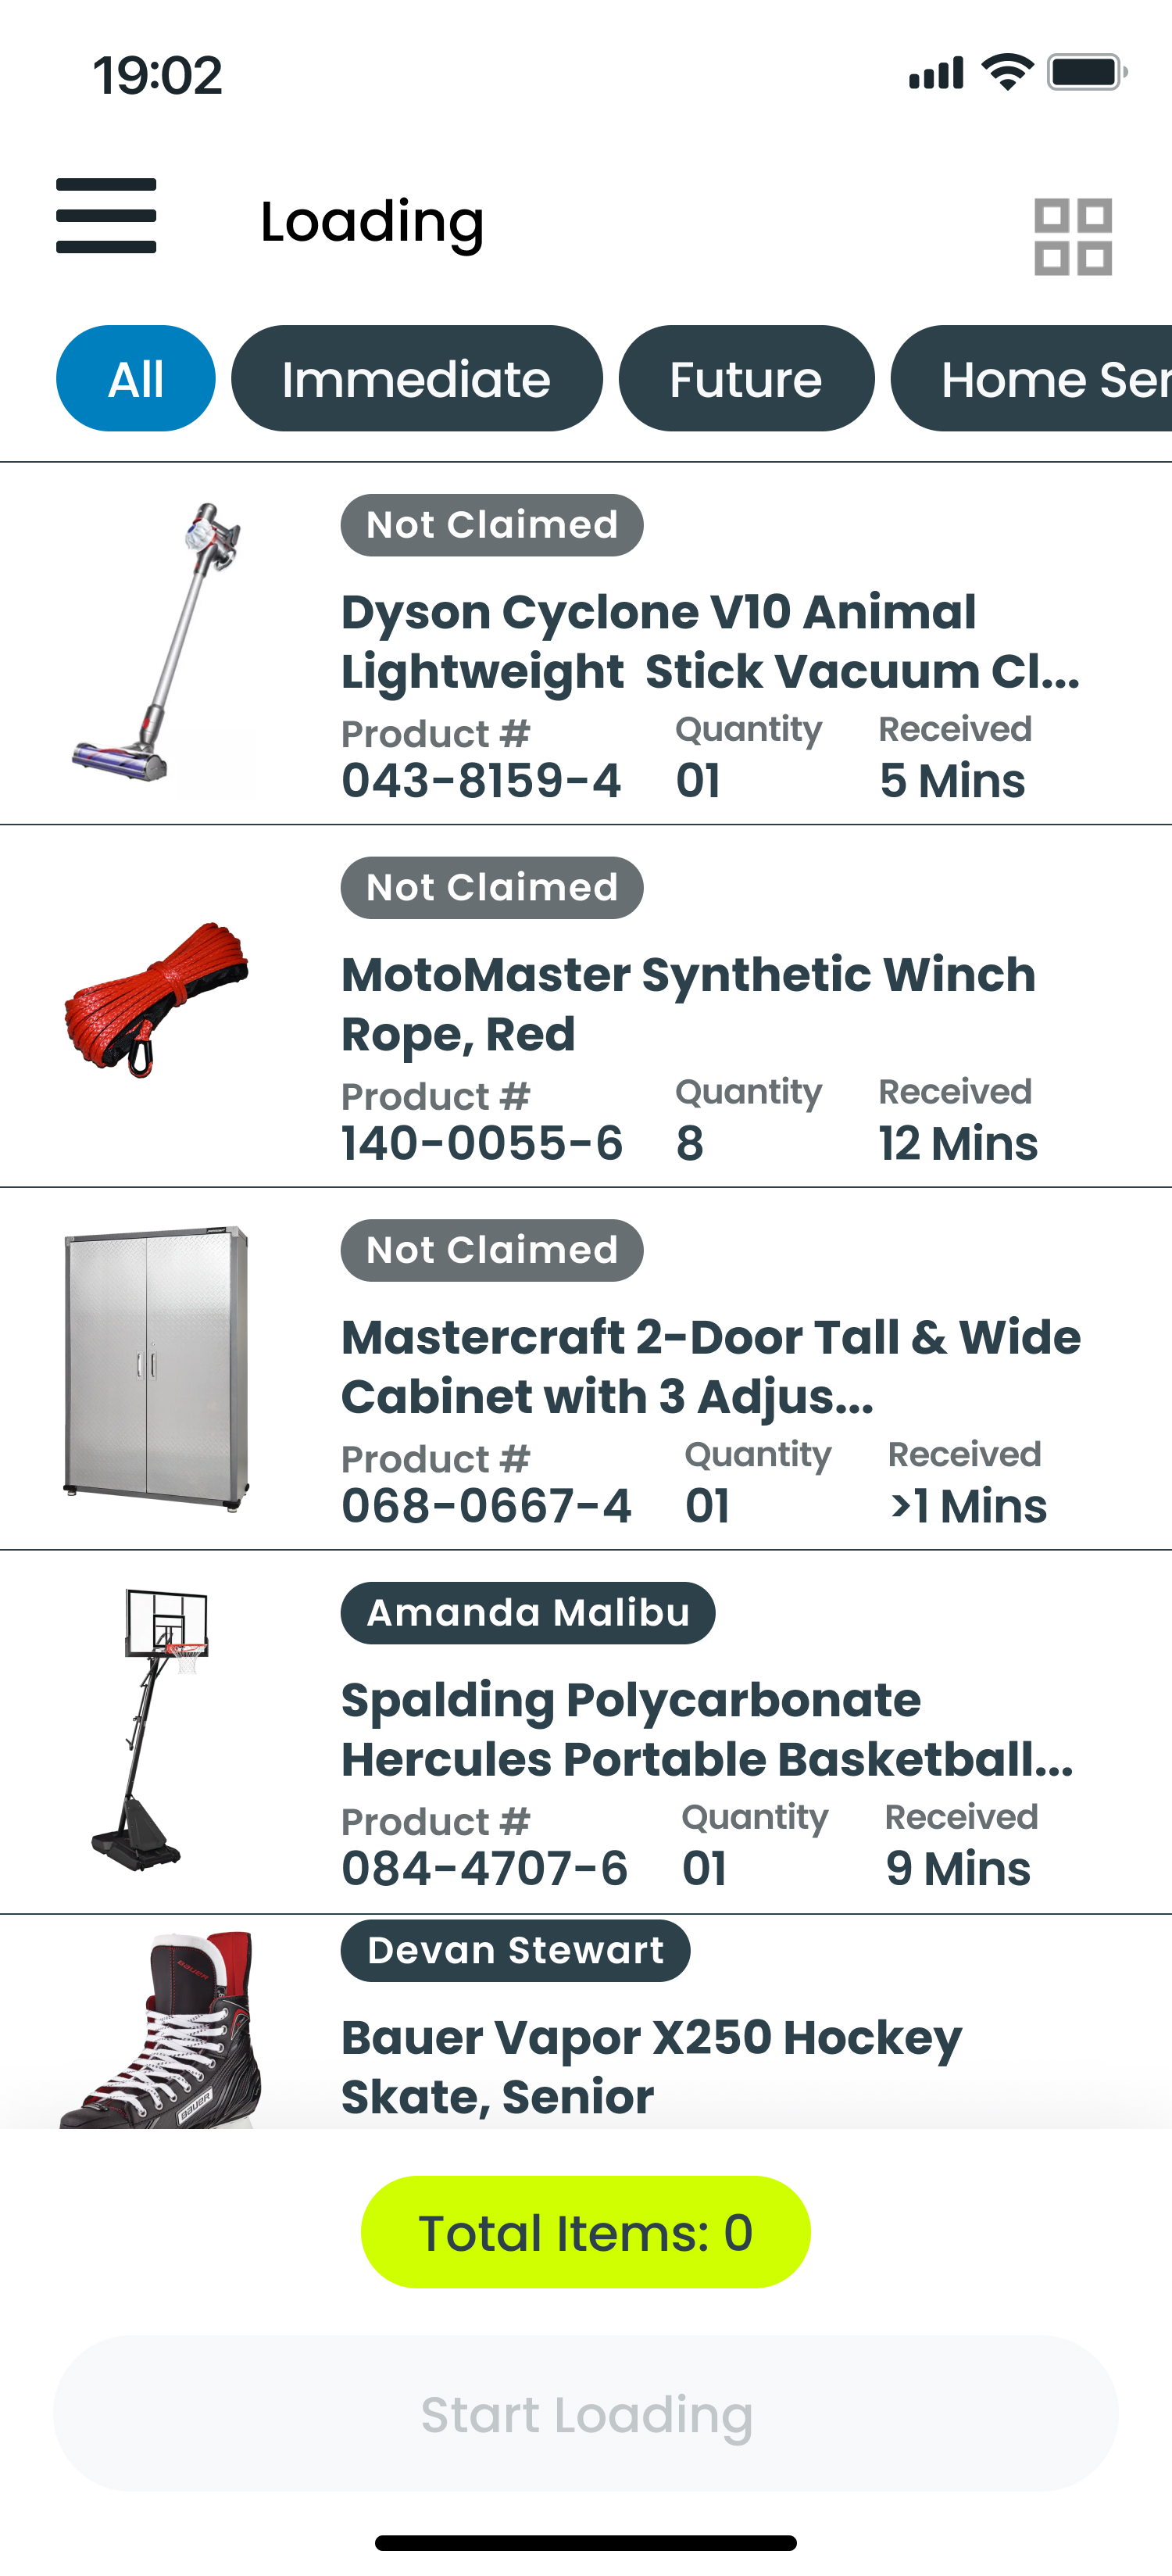 19:02
Loading
All Immediate Future Home Ser
Not Claimed
Dyson Cyclone V10 Animal
Lightweight Stick Vacuum Cl...
Product # Quantity Received
043-8159-4 01 5 Mins
Not Claimed
MotoMaster Synthetic Winch
Rope, Red
Product # Quantity Received
140-0055-6 8 12 Mins
Not Claimed
Mastercraft 2-Door Tall & Wide
Cabinet with 3 Adjus...
Product # Quantity Received
068-0667-4 01 >1 Mins
Amanda Malibu
Spalding Polycarbonate
Hercules Portable Basketball...
Product # Quantity Received
084-4707-6 01 9 Mins
Devan Stewart
Bauer Vapor X250 Hockey
Skate, Senior
BAUER
BAUER
Total Items: 0
Start Loading